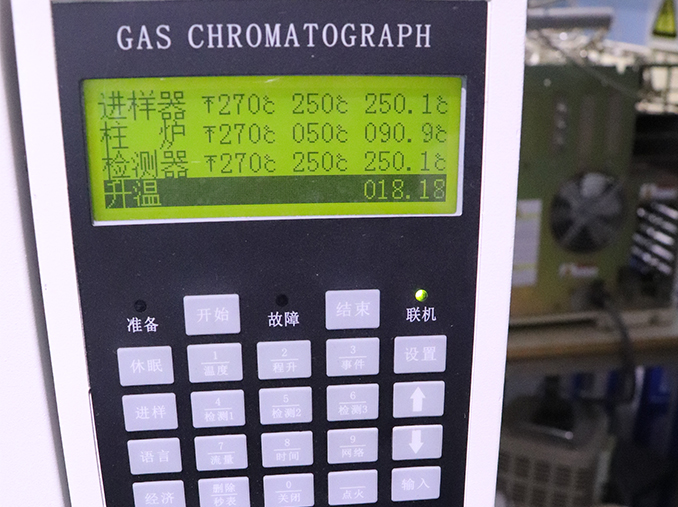 GAS CHROMATOGRAPH
进样器 ⤒270℃ 250℃ 250.1℃
柱 炉 ⤒270℃ 050℃ 090.9℃
检测器 ⤒270℃ 250℃ 250.1℃
升温 018.18
准备 开始 故障 结束 联机
休眠 1 温度 2 程升 3 事件 设置
进样 4 检测1 5 检测2 6 检测3 ↑
语言 7 流量 8 时间 9 网络 ↓
经济 删除 秒表 0 关闭 . 点火 输入